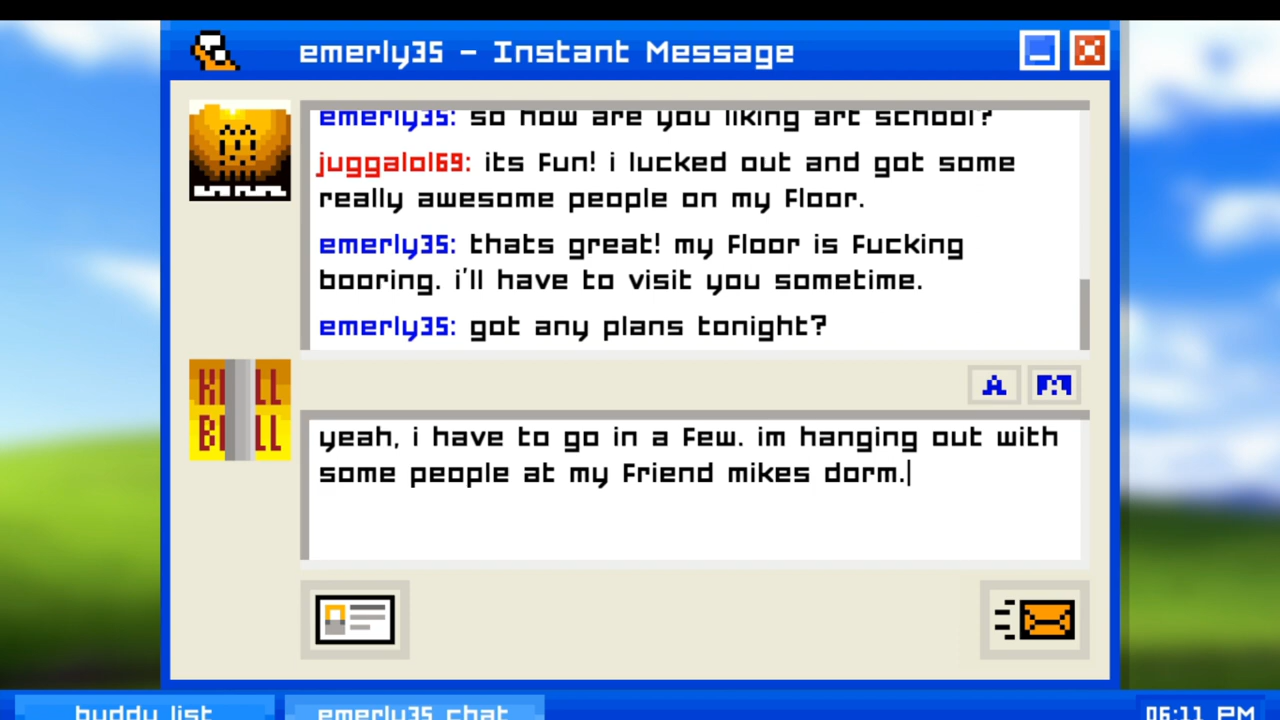 emerly35 - Instant Message
emerly35: so how are you liking art school?
juggalol69: its fun! i lucked out and got some
really awesome people on my floor.
emerly35: thats great! my floor is fucking
booring. i'll have to visit you sometime.
emerly35: got any plans tonight?
KILL
BILL
A M
yeah, i have to go in a few. im hanging out with
some people at my friend mikes dorm.
buddy list emerly35 chat 06:11 PM